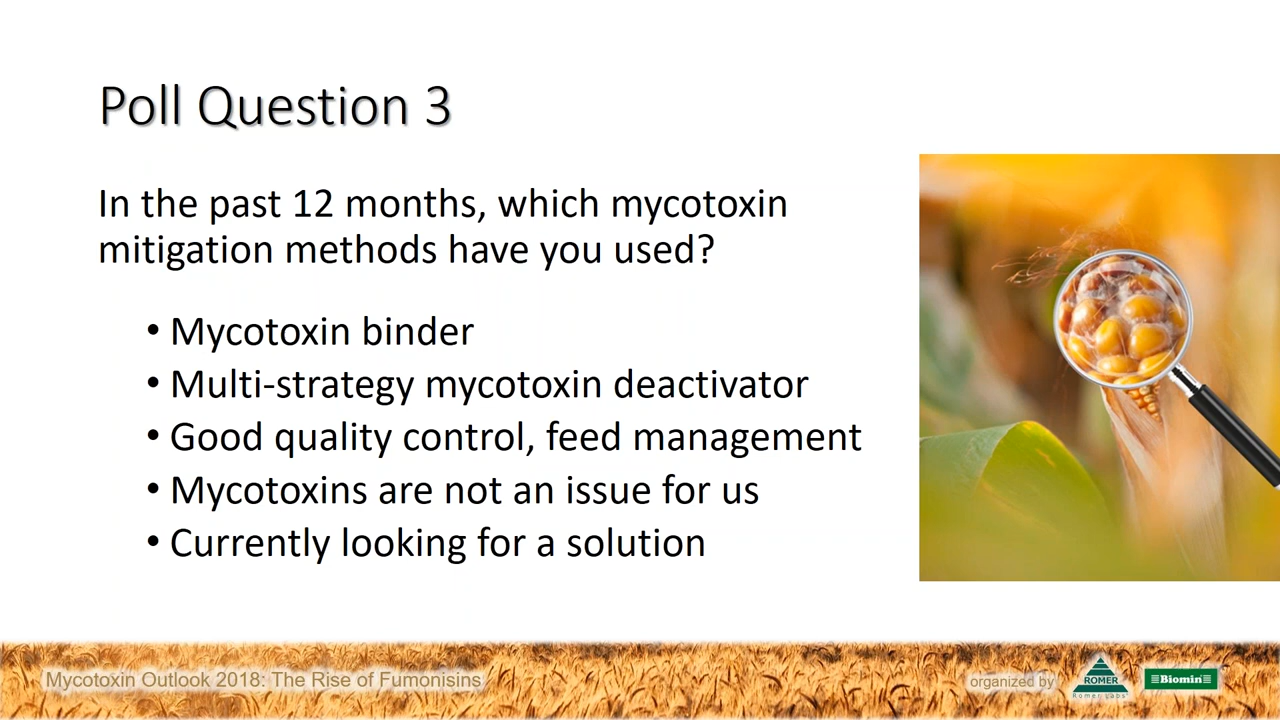 Poll Question 3
In the past 12 months, which mycotoxin
mitigation methods have you used?
• Mycotoxin binder
• Multi-strategy mycotoxin deactivator
• Good quality control, feed management
• Mycotoxins are not an issue for us
• Currently looking for a solution
Mycotoxin Outlook 2018: The Rise of Fumonisins
organized by
ROMER
Romer Labs®
Biomin